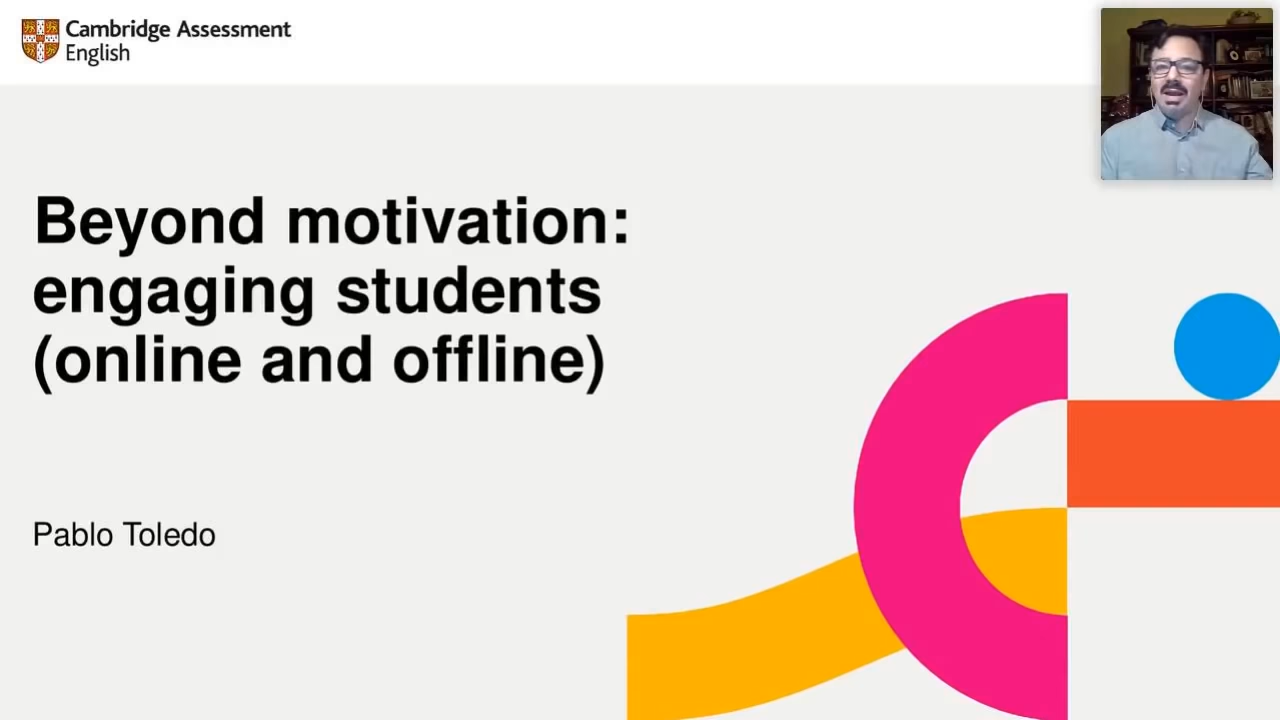 Cambridge Assessment
English
Beyond motivation:
engaging students
(online and offline)
Pablo Toledo